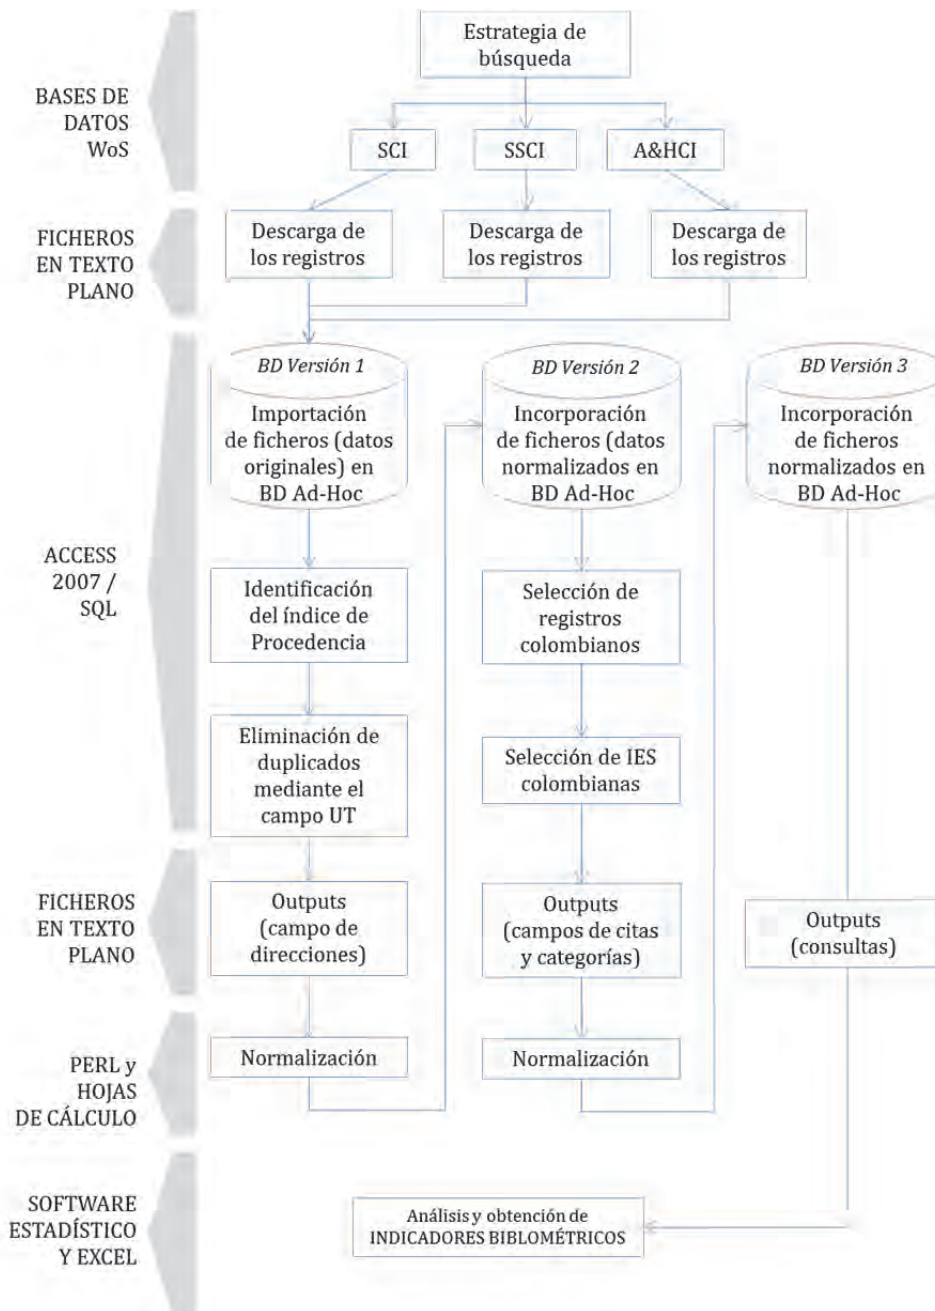 Estrategia de
búsqueda
BASES DE
DATOS
WoS
SCI
SSCI
A&HCI
FICHEROS
EN TEXTO
PLANO
Descarga de
los registros
Descarga de
los registros
Descarga de
los registros
ACCESS
2007 /
SQL
BD Versión 1
Importación
de ficheros (datos
originales) en
BD Ad-Hoc
Identificación
del índice de
Procedencia
Eliminación de
duplicados
mediante el
campo UT
BD Versión 2
Incorporación
de ficheros (datos
normalizados en
BD Ad-Hoc
Selección de
registros
colombianos
Selección de IES
colombianas
BD Versión 3
Incorporación
de ficheros
normalizados en
BD Ad-Hoc
FICHEROS
EN TEXTO
PLANO
Outputs
(campo de
direcciones)
Outputs
(campos de citas
y categorías)
Outputs
(consultas)
PERL y
HOJAS
DE CÁLCULO
Normalización
Normalización
SOFTWARE
ESTADÍSTICO
Y EXCEL
Análisis y obtención de
INDICADORES BIBLOMÉTRICOS